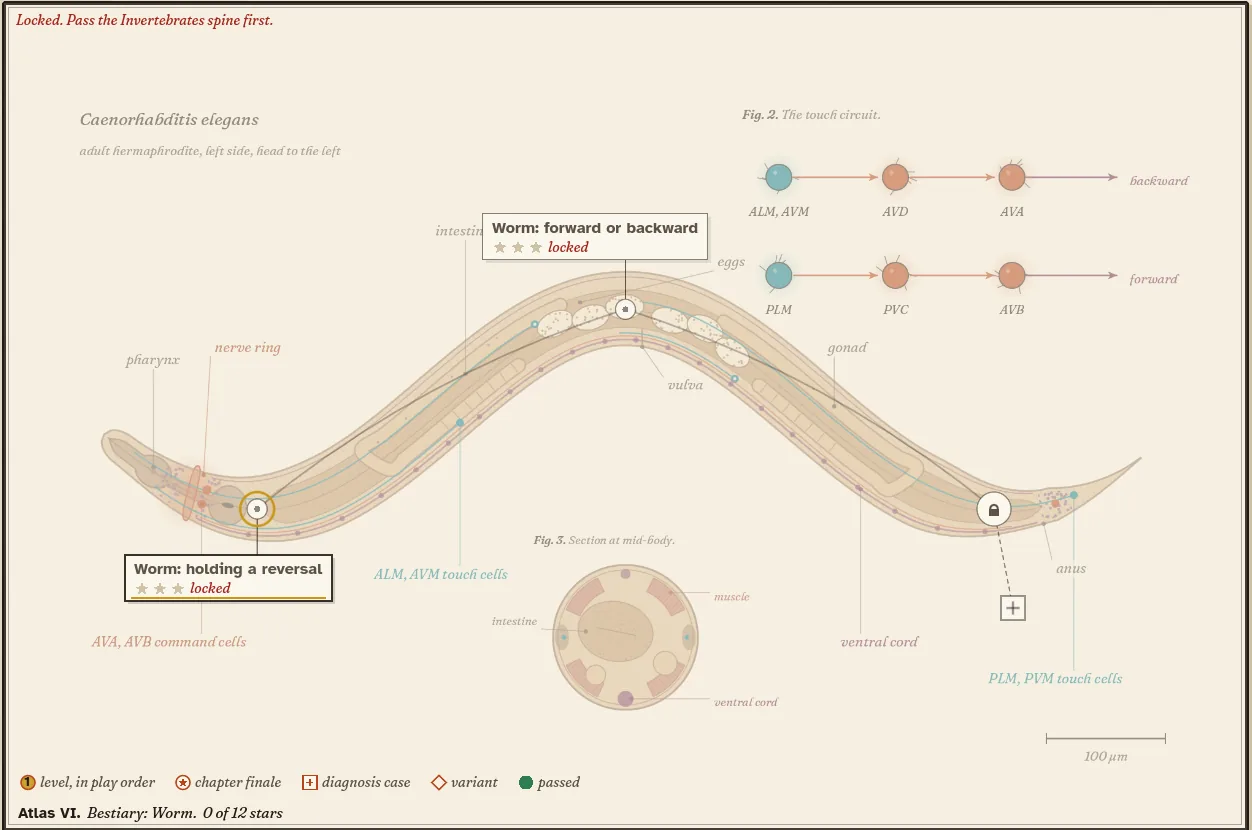 Locked. Pass the Invertebrates spine first.
Caenorhabditis elegans
adult hermaphrodite, left side, head to the left
Fig. 2. The touch circuit.
backward
ALM, AVM
AVD
AVA
forward
PLM
PVC
AVB
Worm: forward or backward
locked
eggs
pharynx
nerve ring
gonad
vulva
Worm: holding a reversal
locked
ALM, AVM touch cells
AVA, AVB command cells
Fig. 3. Section at mid-body.
muscle
intestine
ventral cord
anus
ventral cord
PLM, PVM touch cells
100 µm
1 level, in play order
chapter finale
diagnosis case
variant
passed
Atlas VI. Bestiary: Worm. 0 of 12 stars